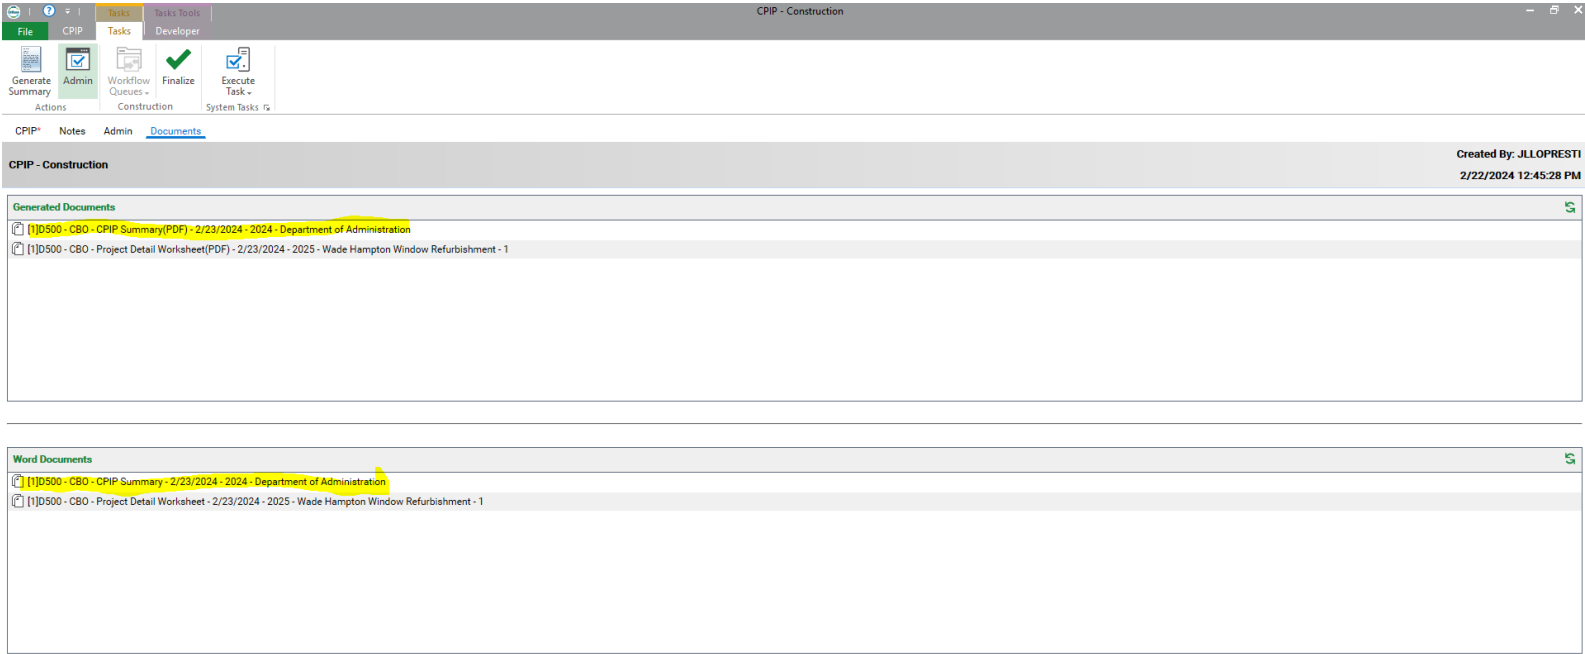 Tasks Tasks Tools CPIP - Construction
File CPIP Tasks Developer
Generate Summary Admin Workflow Queues Finalize Execute Task
Actions Construction System Tasks
CPIP* Notes Admin Documents
CPIP - Construction
Created By: JLLOPRESTI
2/22/2024 12:45:28 PM
Generated Documents
[1]D500 - CBO - CPIP Summary(PDF) - 2/23/2024 - 2024 - Department of Administration
[1]D500 - CBO - Project Detail Worksheet(PDF) - 2/23/2024 - 2025 - Wade Hampton Window Refurbishment - 1
Word Documents
[1]D500 - CBO - CPIP Summary - 2/23/2024 - 2024 - Department of Administration
[1]D500 - CBO - Project Detail Worksheet - 2/23/2024 - 2025 - Wade Hampton Window Refurbishment - 1